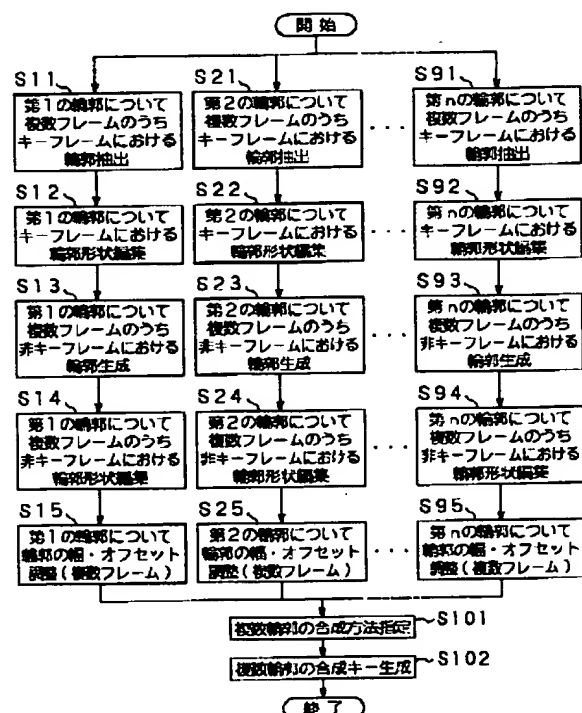 開始
S11
第1の輪郭について
複数フレームのうち
キーフレームにおける
輪郭抽出
S12
第1の輪郭について
キーフレームにおける
輪郭形状編集
S13
第1の輪郭について
複数フレームのうち
非キーフレームにおける
輪郭生成
S14
第1の輪郭について
複数フレームのうち
非キーフレームにおける
輪郭形状編集
S15
第1の輪郭について
輪郭の幅・オフセット
調整(複数フレーム)
S21
第2の輪郭について
複数フレームのうち
キーフレームにおける
輪郭抽出
S22
第2の輪郭について
キーフレームにおける
輪郭形状編集
S23
第2の輪郭について
複数フレームのうち
非キーフレームにおける
輪郭生成
S24
第2の輪郭について
複数フレームのうち
非キーフレームにおける
輪郭形状編集
S25
第2の輪郭について
輪郭の幅・オフセット
調整(複数フレーム)
S91
第nの輪郭について
複数フレームのうち
キーフレームにおける
輪郭抽出
S92
第nの輪郭について
キーフレームにおける
輪郭形状編集
S93
第nの輪郭について
複数フレームのうち
非キーフレームにおける
輪郭生成
S94
第nの輪郭について
複数フレームのうち
非キーフレームにおける
輪郭形状編集
S95
第nの輪郭について
輪郭の幅・オフセット
調整(複数フレーム)
複数輪郭の合成方法指定
S101
複数輪郭の合成キー生成
S102
終了